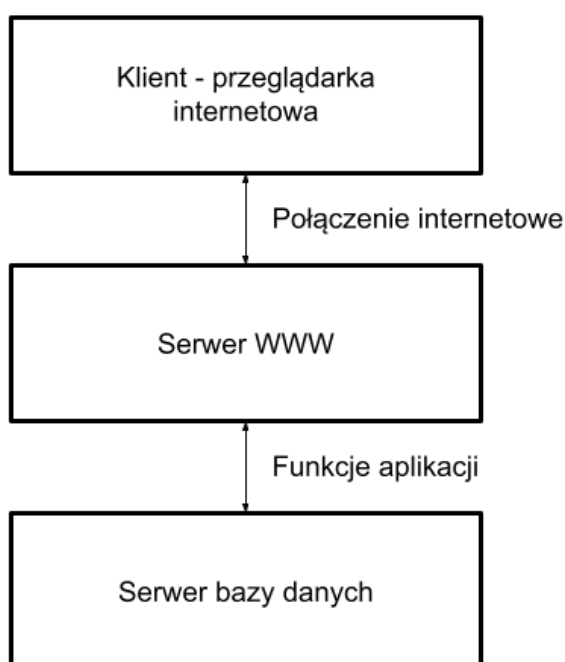 Klient - przeglądarka
internetowa
Połączenie internetowe
Serwer WWW
Funkcje aplikacji
Serwer bazy danych